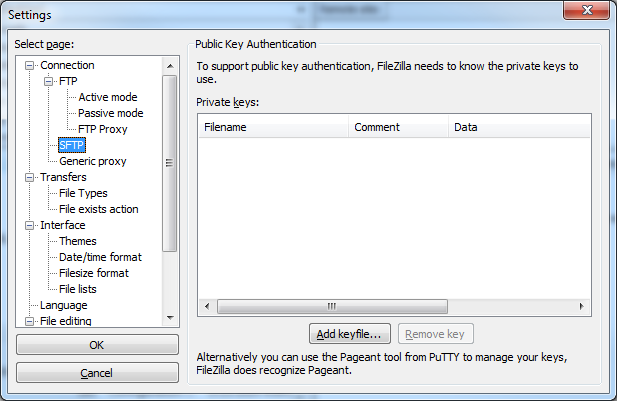 Settings
Select page:
Connection
FTP
Active mode
Passive mode
FTP Proxy
SFTP
Generic proxy
Transfers
File Types
File exists action
Interface
Themes
Date/time format
Filesize format
File lists
Language
File editing
OK
Cancel
Public Key Authentication
To support public key authentication, FileZilla needs to know the private keys to
use.
Private keys:
Filename Comment Data
Add keyfile... Remove key
Alternatively you can use the Pageant tool from PuTTY to manage your keys,
FileZilla does recognize Pageant.